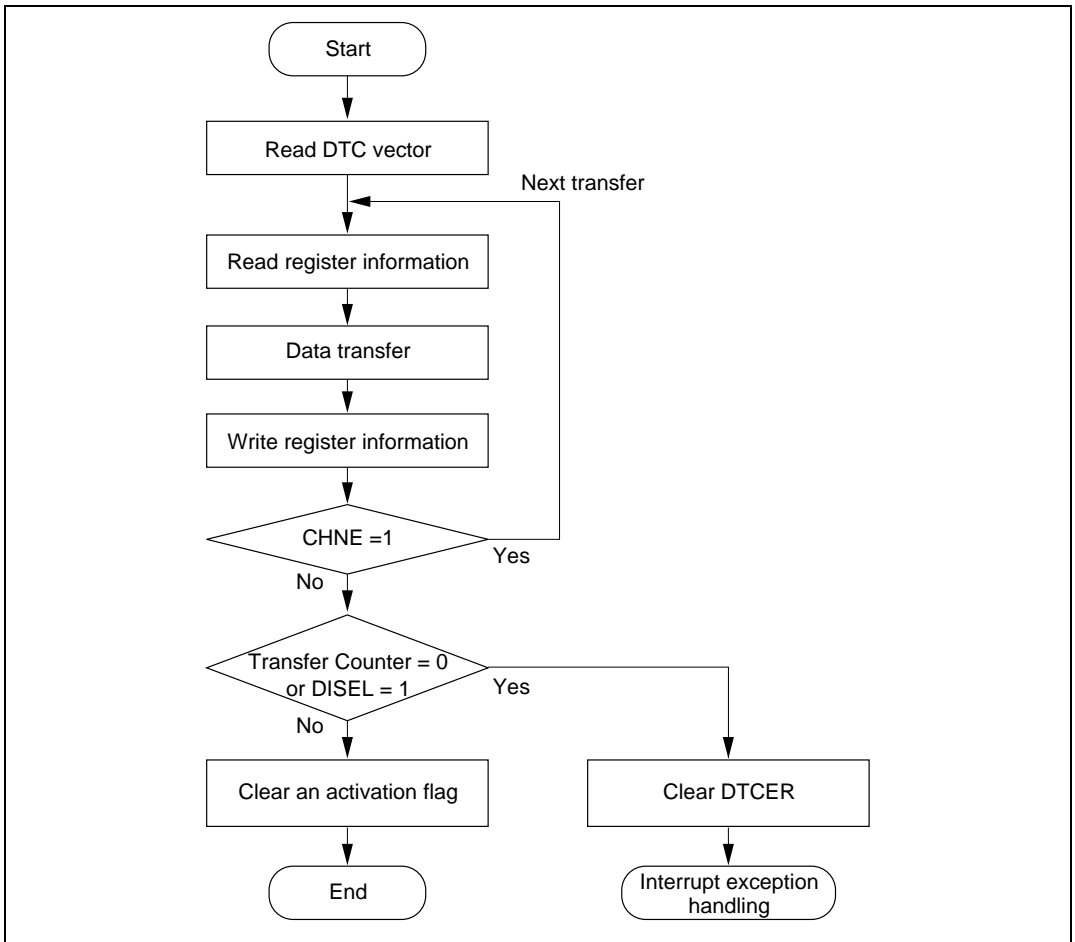 Start
Read DTC vector
Next transfer
Read register information
Data transfer
Write register information
CHNE =1
Yes
No
Transfer Counter = 0
or DISEL = 1
Yes
No
Clear an activation flag
Clear DTCER
End
Interrupt exception
handling